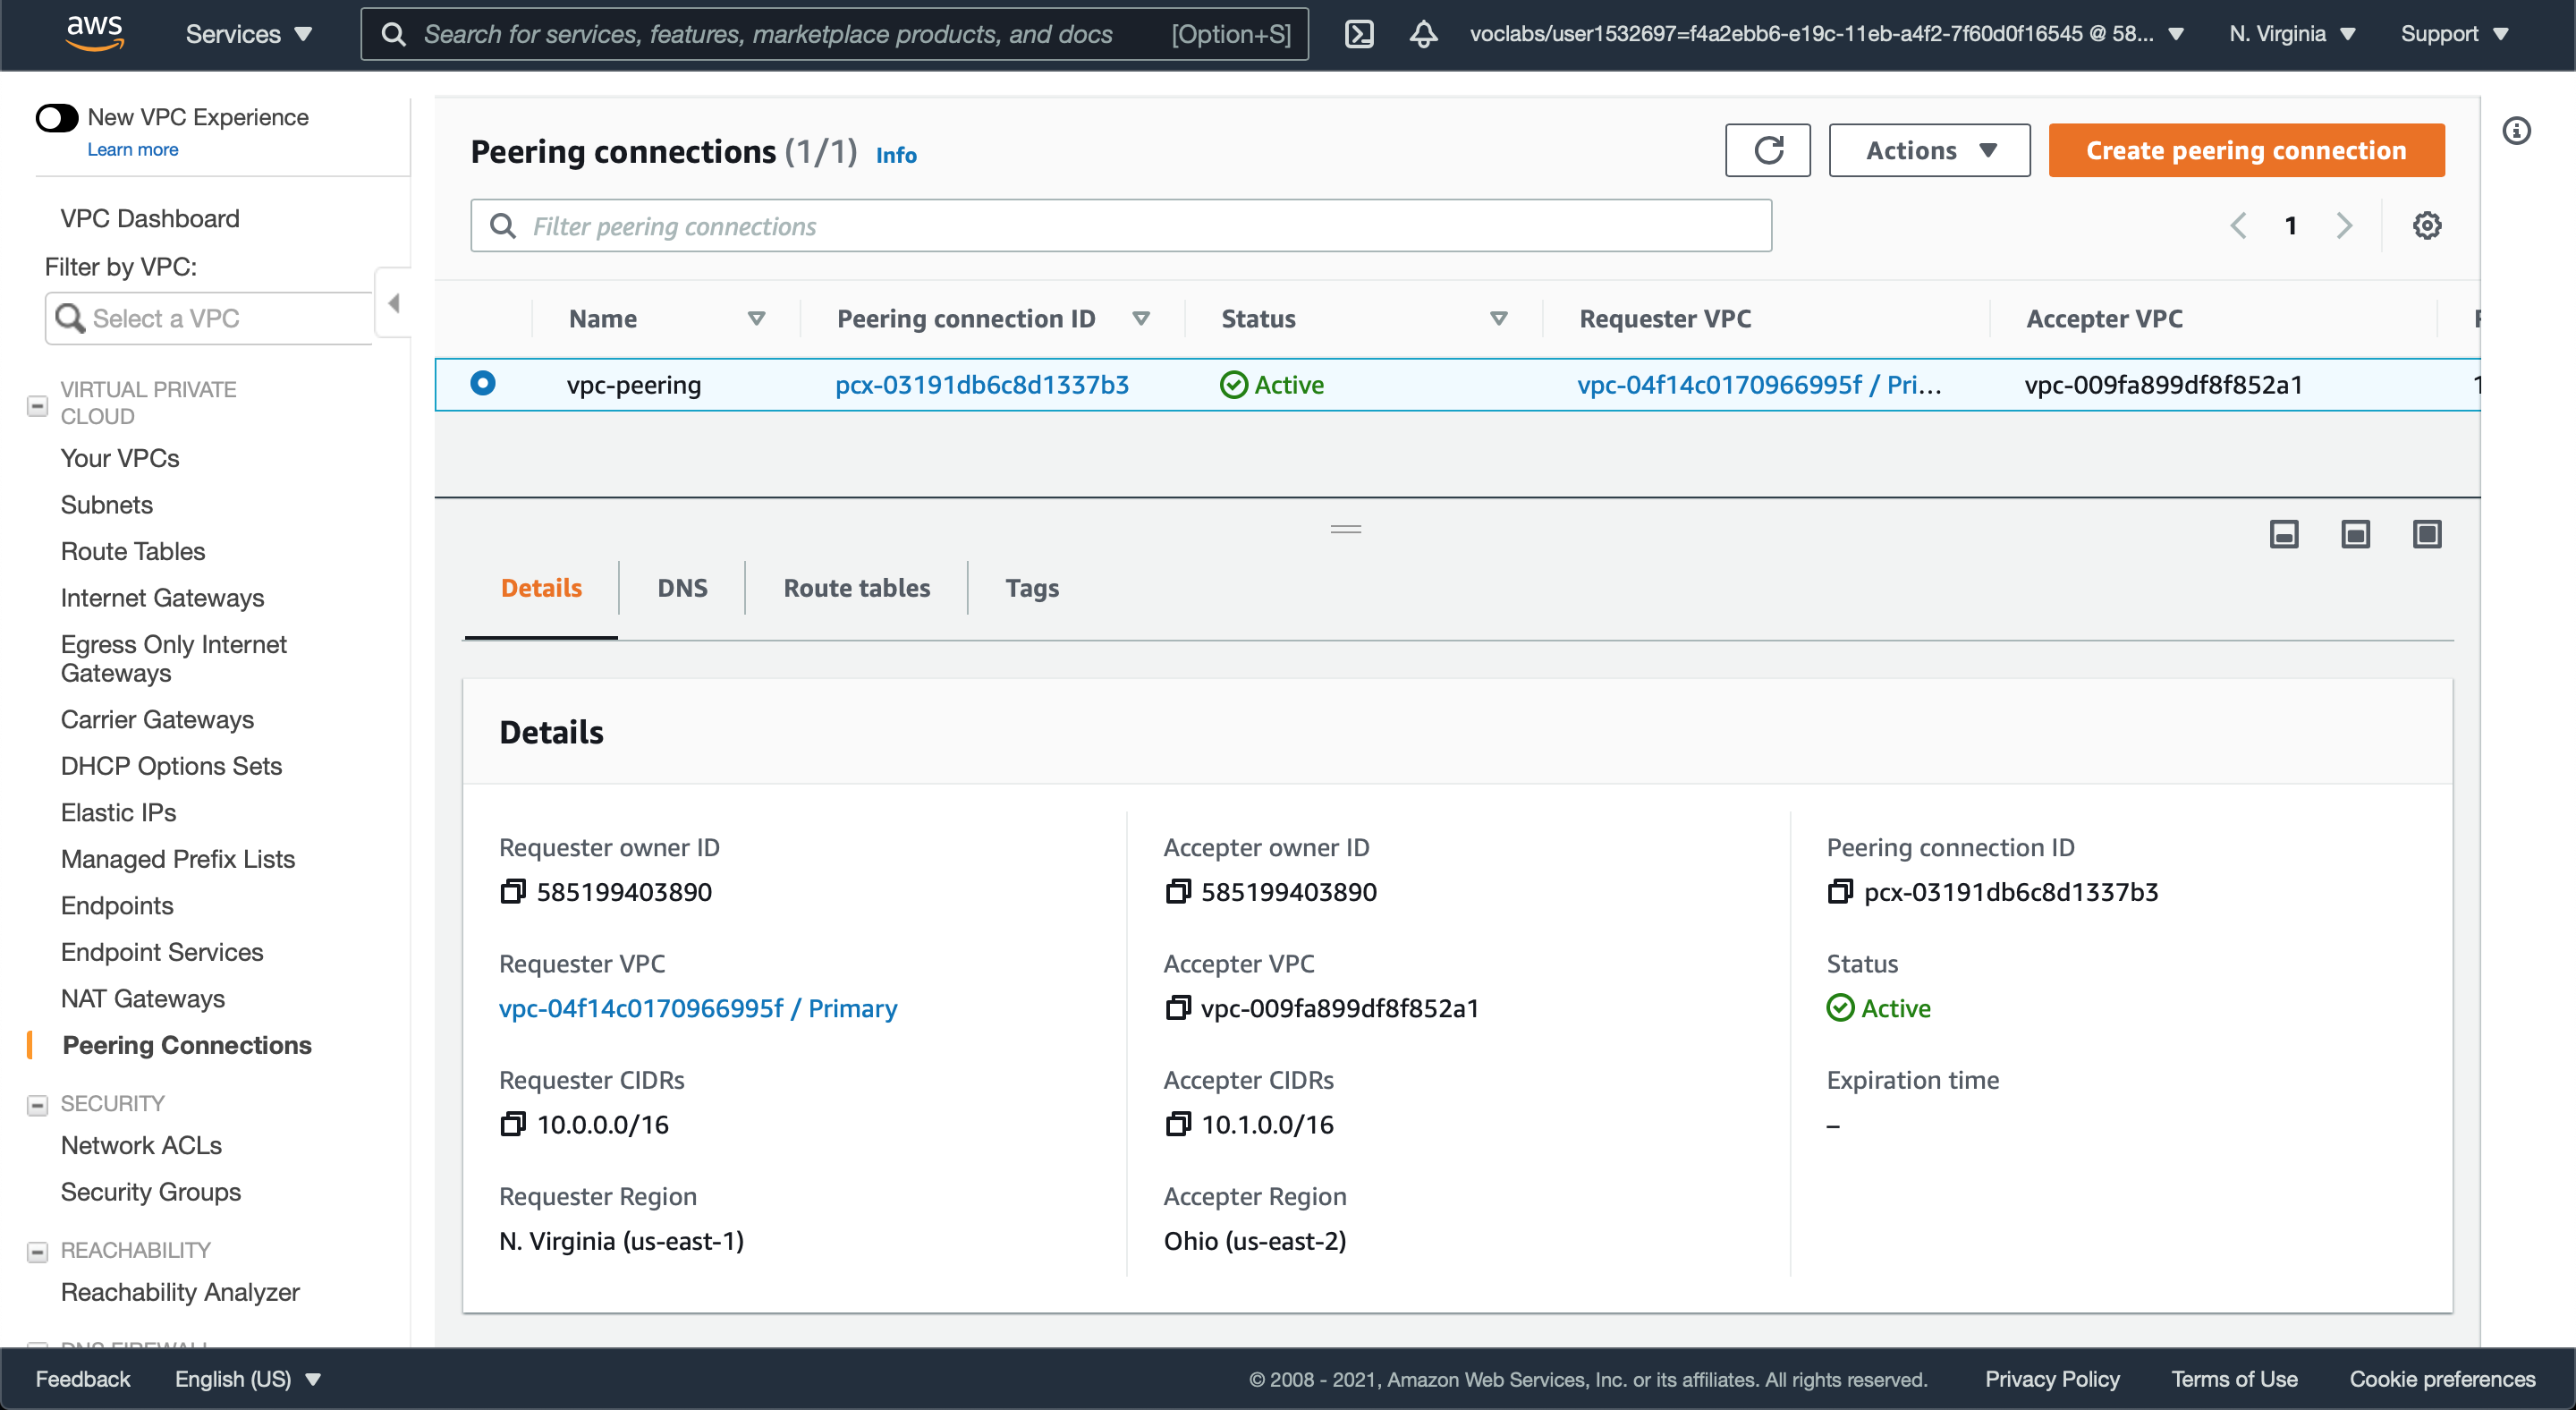 aws
Services
Search for services, features, marketplace products, and docs [Option+S]
voclabs/user1532697=f4a2ebb6-e19c-11eb-a4f2-7f60d0f16545 @ 58...
N. Virginia
Support
New VPC Experience
Learn more
VPC Dashboard
Filter by VPC:
Select a VPC
VIRTUAL PRIVATE
CLOUD
Your VPCs
Subnets
Route Tables
Internet Gateways
Egress Only Internet
Gateways
Carrier Gateways
DHCP Options Sets
Elastic IPs
Managed Prefix Lists
Endpoints
Endpoint Services
NAT Gateways
Peering Connections
SECURITY
Network ACLs
Security Groups
REACHABILITY
Reachability Analyzer
DNS FIREWALL
Peering connections (1/1) Info
Actions
Create peering connection
Filter peering connections
1
Name Peering connection ID Status Requester VPC Accepter VPC
vpc-peering pcx-03191db6c8d1337b3 Active vpc-04f14c0170966995f / Pri... vpc-009fa899df8f852a1
Details DNS Route tables Tags
Details
Requester owner ID
585199403890
Requester VPC
vpc-04f14c0170966995f / Primary
Requester CIDRs
10.0.0.0/16
Requester Region
N. Virginia (us-east-1)
Accepter owner ID
585199403890
Accepter VPC
vpc-009fa899df8f852a1
Accepter CIDRs
10.1.0.0/16
Accepter Region
Ohio (us-east-2)
Peering connection ID
pcx-03191db6c8d1337b3
Status
Active
Expiration time
–
Feedback
English (US)
© 2008 - 2021, Amazon Web Services, Inc. or its affiliates. All rights reserved.
Privacy Policy
Terms of Use
Cookie preferences